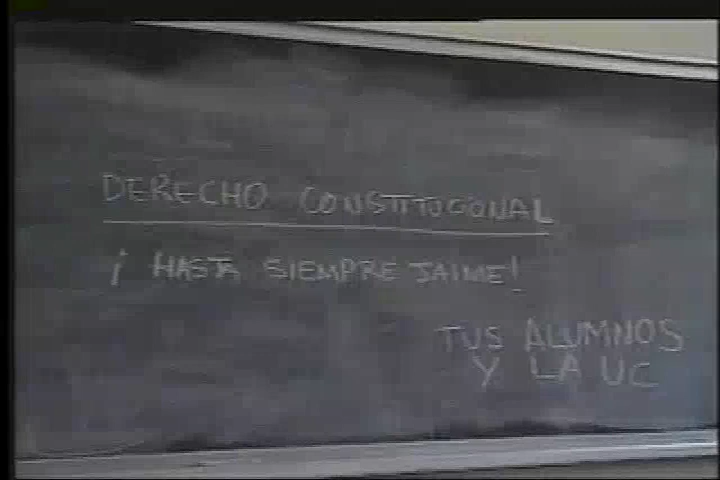 DERECHO CONSTITUCIONAL
¡HASTA SIEMPRE JAIME!
TUS ALUMNOS
Y LA UC